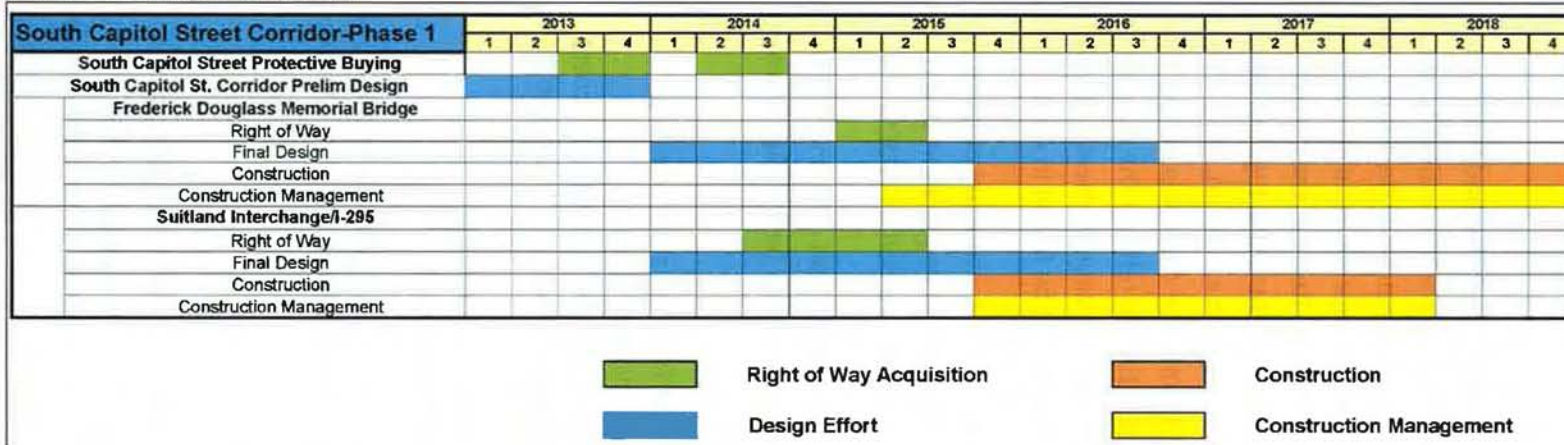 South Capitol Street Corridor-Phase 1 2013 2014 2015 2016 2017 2018
1 2 3 4 1 2 3 4 1 2 3 4 1 2 3 4 1 2 3 4 1 2 3 4
South Capitol Street Protective Buying
South Capitol St. Corridor Prelim Design
Frederick Douglass Memorial Bridge
Right of Way
Final Design
Construction
Construction Management
Suitland Interchange/I-295
Right of Way
Final Design
Construction
Construction Management
Right of Way Acquisition Construction
Design Effort Construction Management